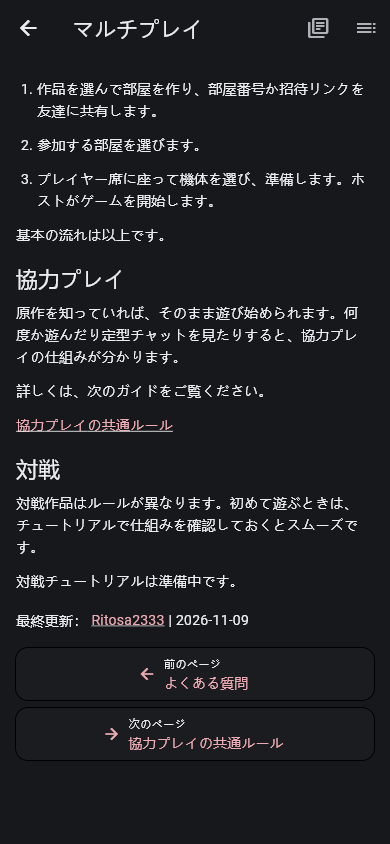 マルチプレイ
1. 作品を選んで部屋を作り、部屋番号か招待リンクを
友達に共有します。
2. 参加する部屋を選びます。
3. プレイヤー席に座って機体を選び、準備します。ホ
ストがゲームを開始します。
基本の流れは以上です。
協力プレイ
原作を知っていれば、そのまま遊び始められます。何
度か遊んだり定型チャットを見たりすると、協力プレ
イの仕組みが分かります。
詳しくは、次のガイドをご覧ください。
協力プレイの共通ルール
対戦
対戦作品はルールが異なります。初めて遊ぶときは、
チュートリアルで仕組みを確認しておくとスムーズで
す。
対戦チュートリアルは準備中です。
最終更新： Ritosa2333 | 2026-11-09
前のページ
よくある質問
次のページ
協力プレイの共通ルール